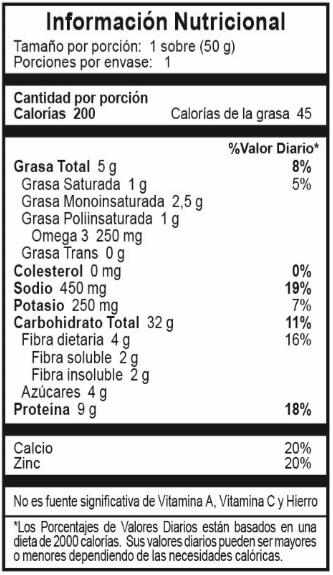 Información Nutricional
Tamaño por porción: 1 sobre (50 g)
Porciones por envase: 1
Cantidad por porción
Calorías 200 Calorías de la grasa 45
%Valor Diario*
Grasa Total 5 g 8%
Grasa Saturada 1 g 5%
Grasa Monoinsaturada 2,5 g
Grasa Poliinsaturada 1 g
Omega 3 250 mg
Grasa Trans 0 g
Colesterol 0 mg 0%
Sodio 450 mg 19%
Potasio 250 mg 7%
Carbohidrato Total 32 g 11%
Fibra dietaria 4 g 16%
Fibra soluble 2 g
Fibra insoluble 2 g
Azúcares 4 g
Proteína 9 g 18%
Calcio 20%
Zinc 20%
No es fuente significativa de Vitamina A, Vitamina C y Hierro
*Los Porcentajes de Valores Diarios están basados en una
dieta de 2000 calorías. Sus valores diarios pueden ser mayores
o menores dependiendo de las necesidades calóricas.